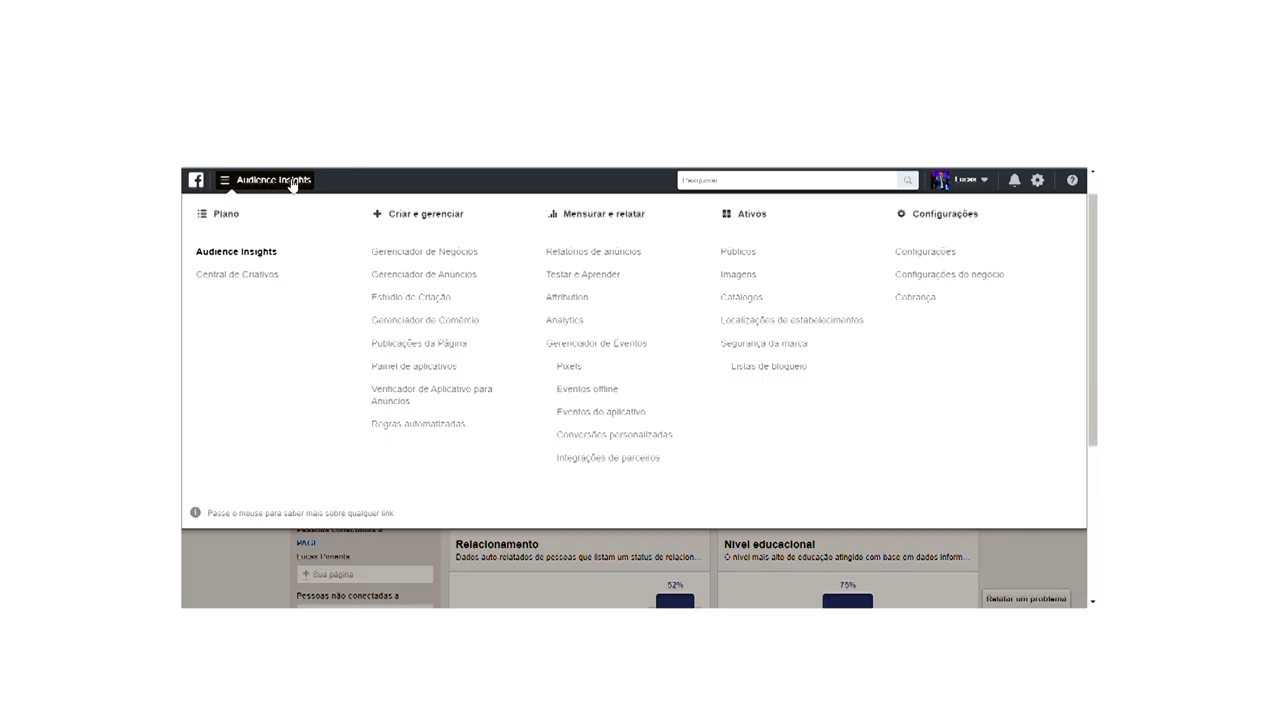 Audience Insights
Pesquisar
Lucas
Plano
Audience Insights
Central de Criativos
Criar e gerenciar
Gerenciador de Negócios
Gerenciador de Anúncios
Estúdio de Criação
Gerenciador de Comércio
Publicações da Página
Painel de aplicativos
Verificador de Aplicativo para
Anúncios
Regras automatizadas
Mensurar e relatar
Relatórios de anúncios
Testar e Aprender
Attribution
Analytics
Gerenciador de Eventos
Pixels
Eventos offline
Eventos do aplicativo
Conversões personalizadas
Integrações de parceiros
Ativos
Públicos
Imagens
Catálogos
Localizações de estabelecimentos
Segurança da marca
Listas de bloqueio
Configurações
Configurações
Configurações do negócio
Cobrança
Passe o mouse para saber mais sobre qualquer link
Pessoas conectadas a
PAGE
Lucas Pimenta
+ Sua página
Pessoas não conectadas a
Relacionamento
Dados auto-relatados de pessoas que listam um status de relacion...
52%
Nível educacional
O nível mais alto de educação atingido com base em dados inform...
75%
Relatar um problema